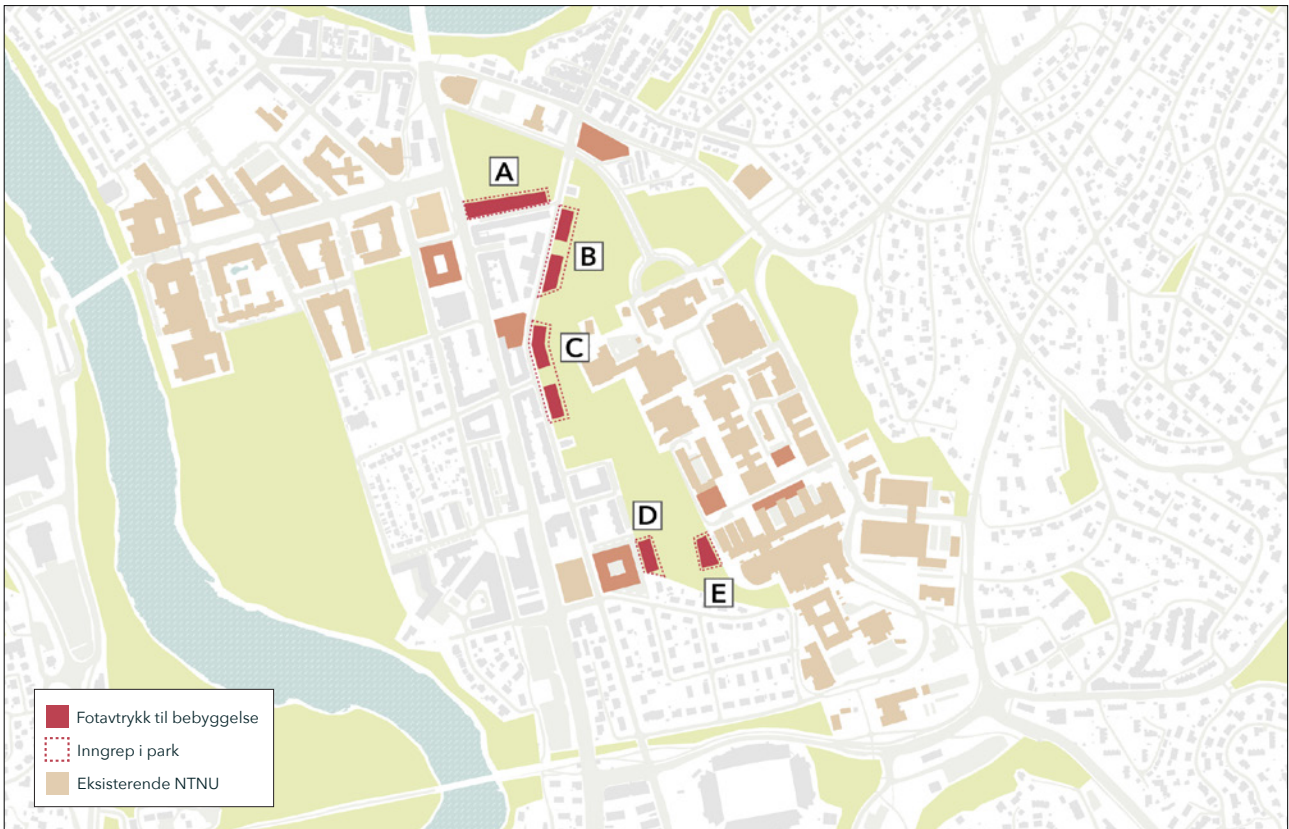 A
B
C
D
E
Fotavtrykk til bebyggelse
Inngrep i park
Eksisterende NTNU